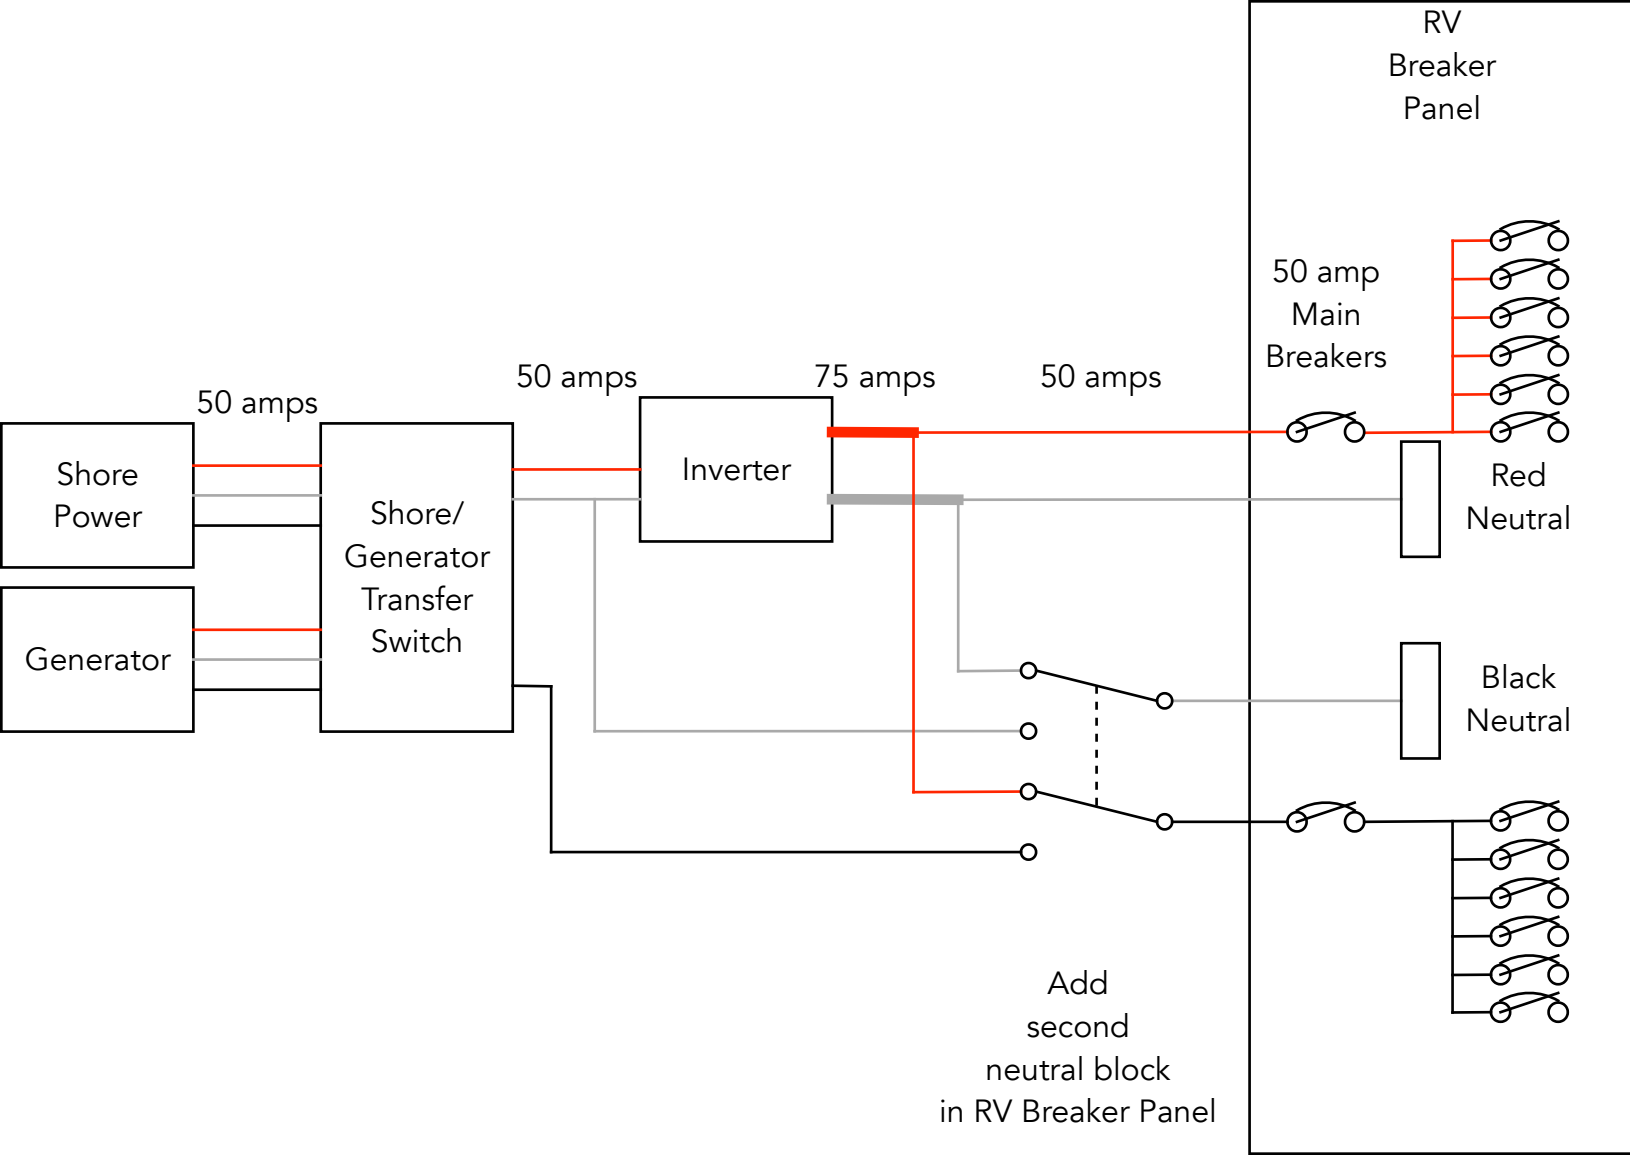 RV
Breaker
Panel
50 amp
Main
Breakers
50 amps
50 amps
75 amps
50 amps
Shore
Power
Shore/
Generator
Transfer
Switch
Inverter
Red
Neutral
Generator
Black
Neutral
Add
second
neutral block
in RV Breaker Panel